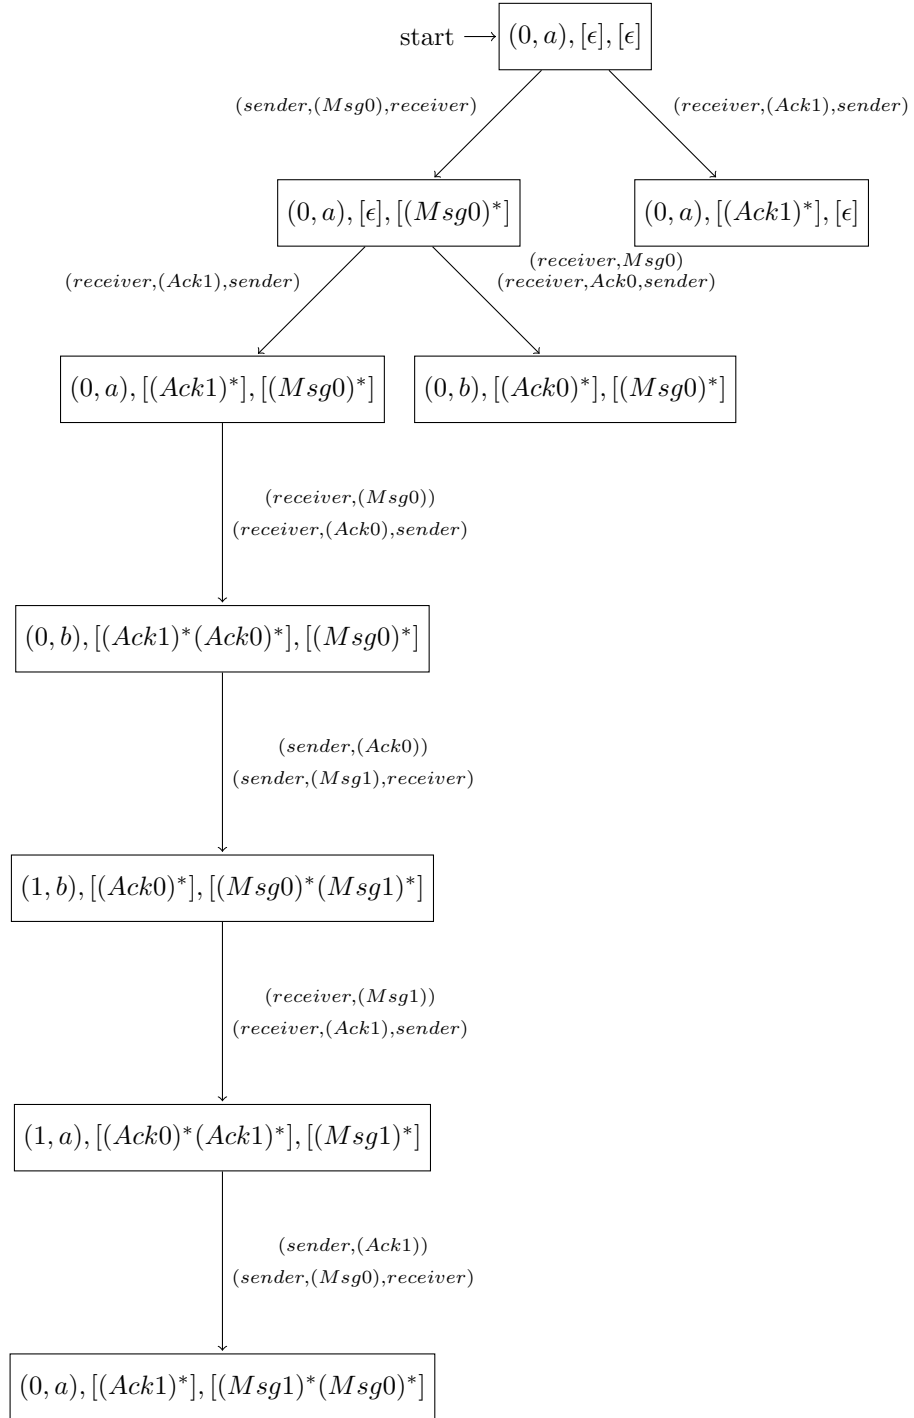 start
(0, a), [ϵ], [ϵ]
(sender,(Msg0),receiver)
(receiver,(Ack1),sender)
(0, a), [ϵ], [(Msg0)*]
(0, a), [(Ack1)*], [ϵ]
(receiver,(Ack1),sender)
(receiver,Msg0)
(receiver,Ack0,sender)
(0, a), [(Ack1)*], [(Msg0)*]
(0, b), [(Ack0)*], [(Msg0)*]
(receiver,(Msg0))
(receiver,(Ack0),sender)
(0, b), [(Ack1)*(Ack0)*], [(Msg0)*]
(sender,(Ack0))
(sender,(Msg1),receiver)
(1, b), [(Ack0)*], [(Msg0)*(Msg1)*]
(receiver,(Msg1))
(receiver,(Ack1),sender)
(1, a), [(Ack0)*(Ack1)*], [(Msg1)*]
(sender,(Ack1))
(sender,(Msg0),receiver)
(0, a), [(Ack1)*], [(Msg1)*(Msg0)*]